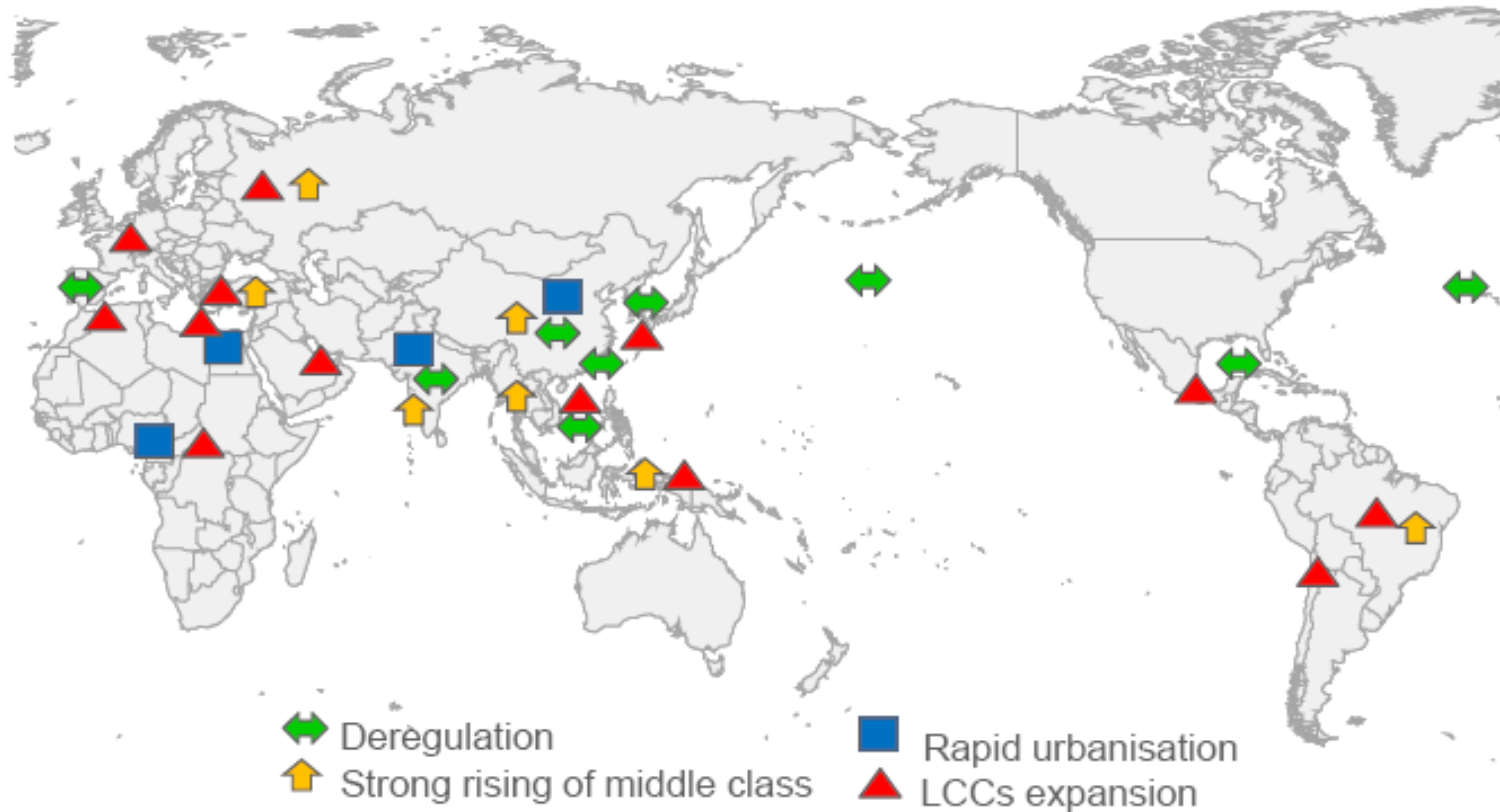 Deregulation
Strong rising of middle class
Rapid urbanisation
LCCs expansion